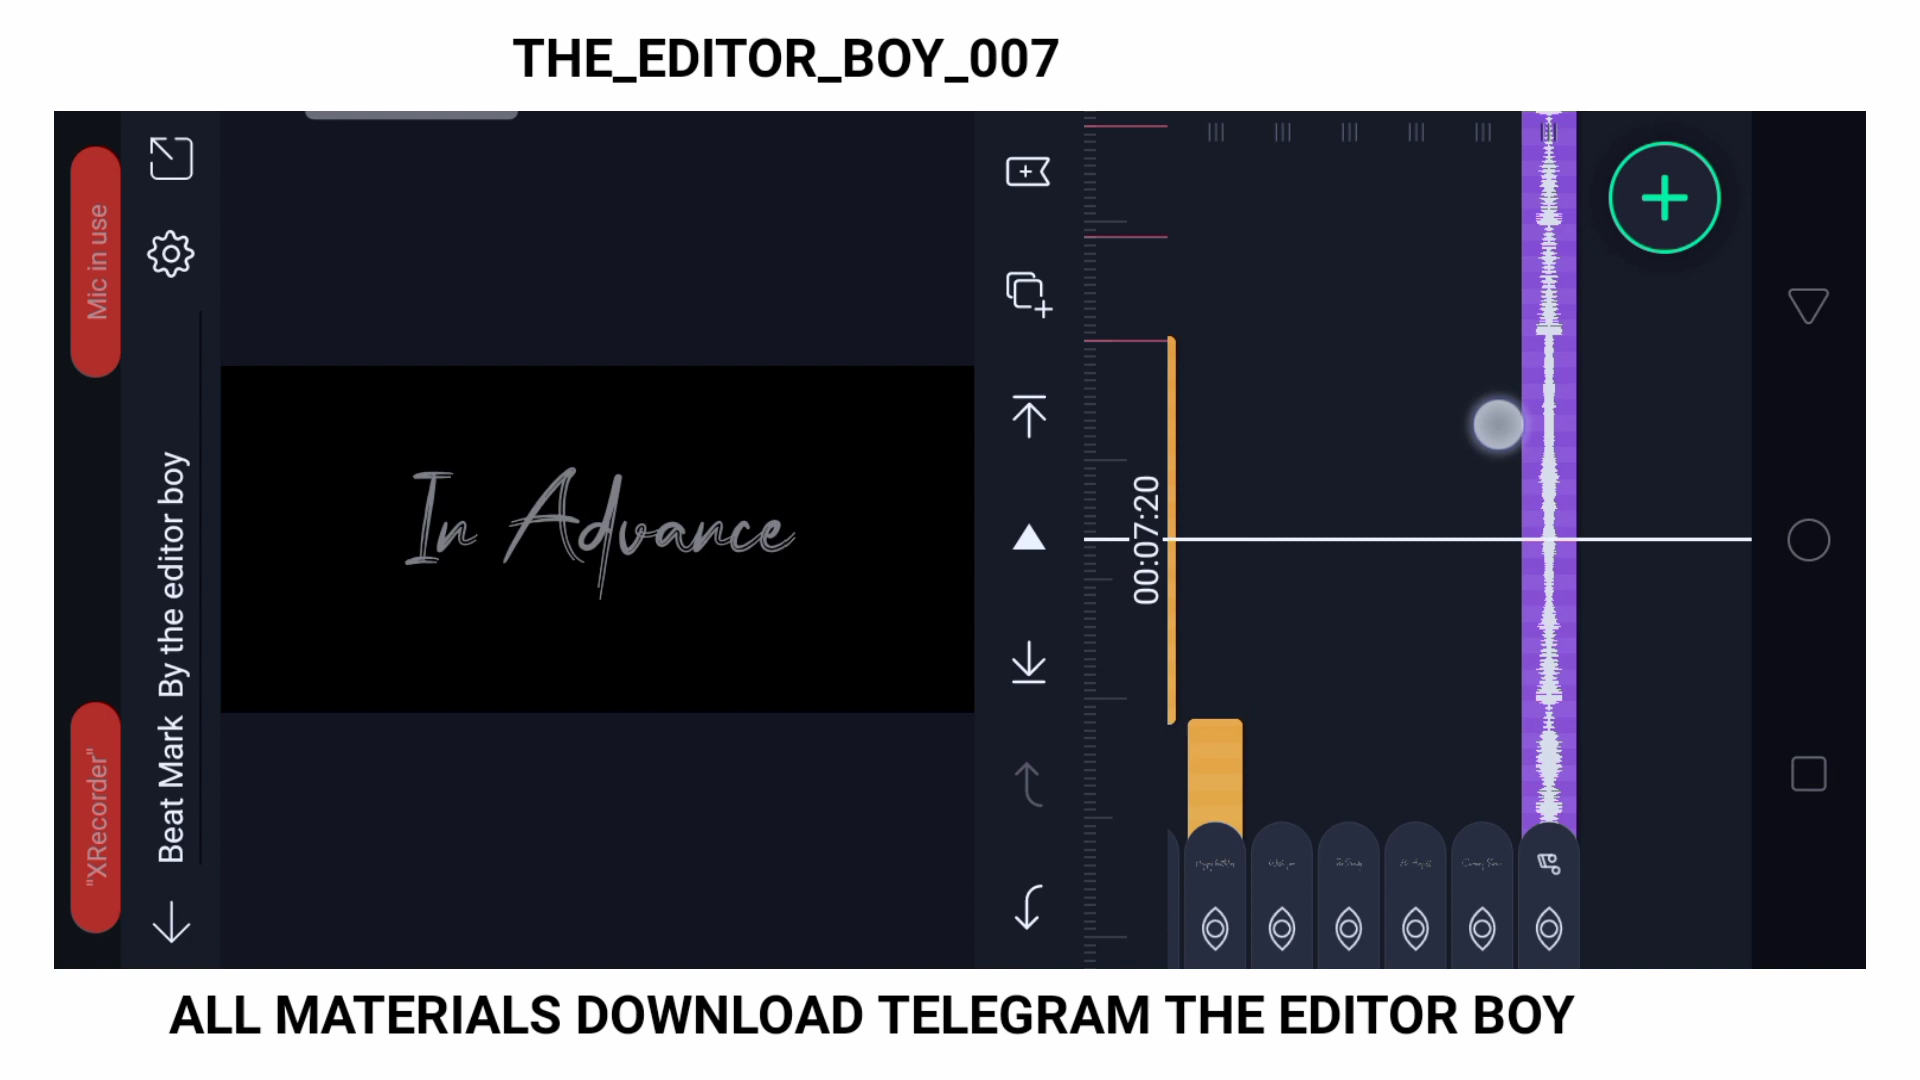 THE_EDITOR_BOY_007
Mic in use
"XRecorder"
Beat Mark By the editor boy
In Advance
00:07:20
ALL MATERIALS DOWNLOAD TELEGRAM THE EDITOR BOY